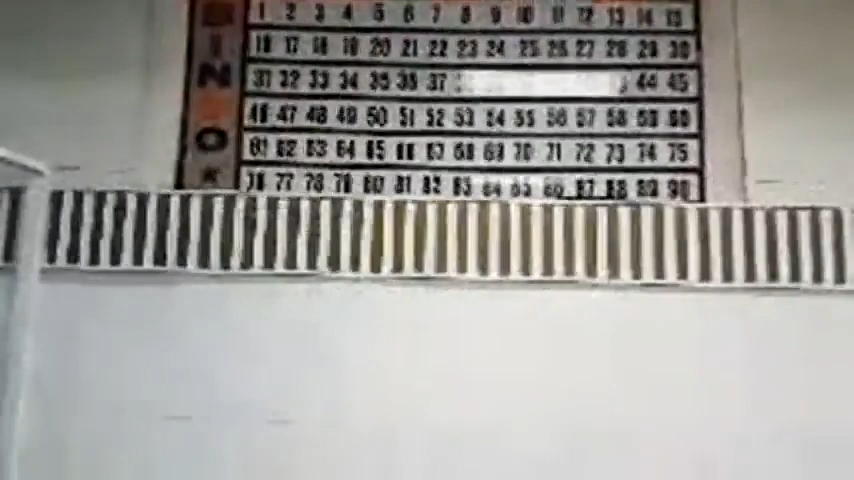 B 1 2 3 4 5 6 7 8 9 10 11 12 13 14 15
I 16 17 18 19 20 21 22 23 24 25 26 27 28 29 30
N 31 32 33 34 35 36 37 44 45
46 47 48 49 50 51 52 53 54 55 56 57 58 59 60
O 61 62 63 64 65 66 67 68 69 70 71 72 73 74 75
* 76 77 78 79 80 81 82 83 84 85 86 87 88 89 90